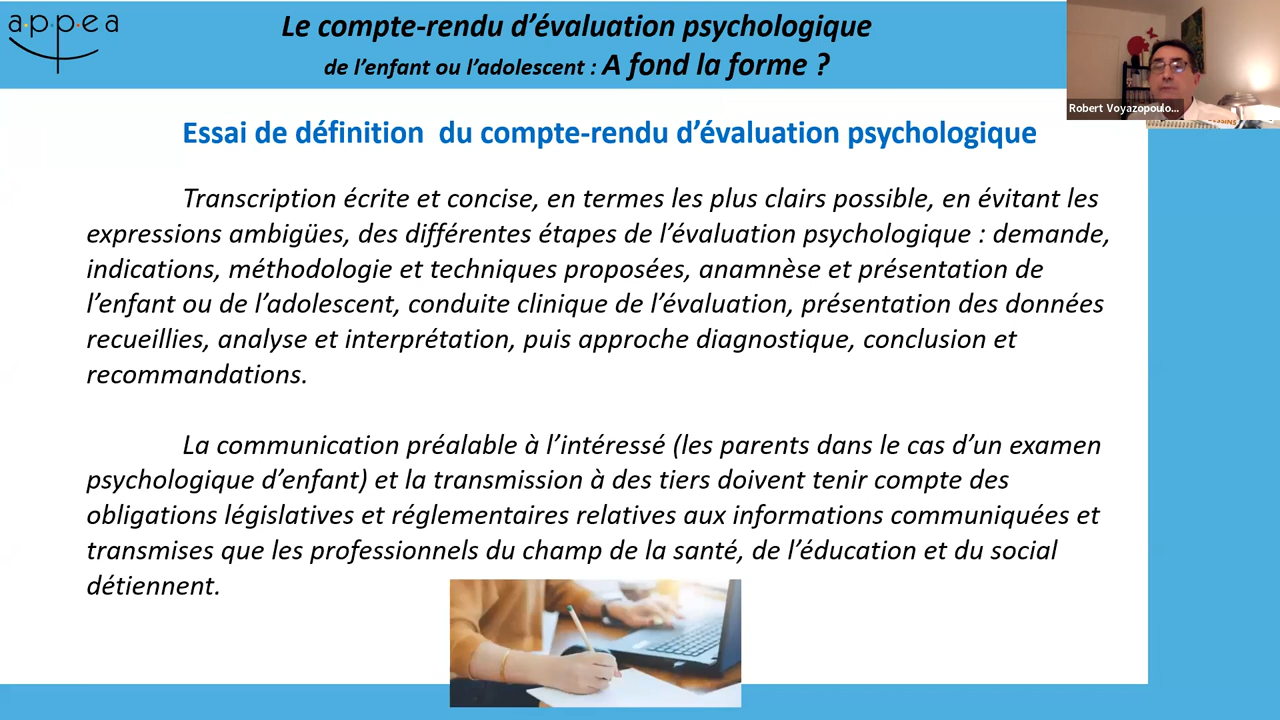 appea
Le compte-rendu d’évaluation psychologique
de l’enfant ou l’adolescent : A fond la forme ?
Robert Voyazopoulo...
Essai de définition du compte-rendu d’évaluation psychologique
Transcription écrite et concise, en termes les plus clairs possible, en évitant les
expressions ambigües, des différentes étapes de l’évaluation psychologique : demande,
indications, méthodologie et techniques proposées, anamnèse et présentation de
l’enfant ou de l’adolescent, conduite clinique de l’évaluation, présentation des données
recueillies, analyse et interprétation, puis approche diagnostique, conclusion et
recommandations.
La communication préalable à l’intéressé (les parents dans le cas d’un examen
psychologique d’enfant) et la transmission à des tiers doivent tenir compte des
obligations législatives et réglementaires relatives aux informations communiquées et
transmises que les professionnels du champ de la santé, de l’éducation et du social
détiennent.